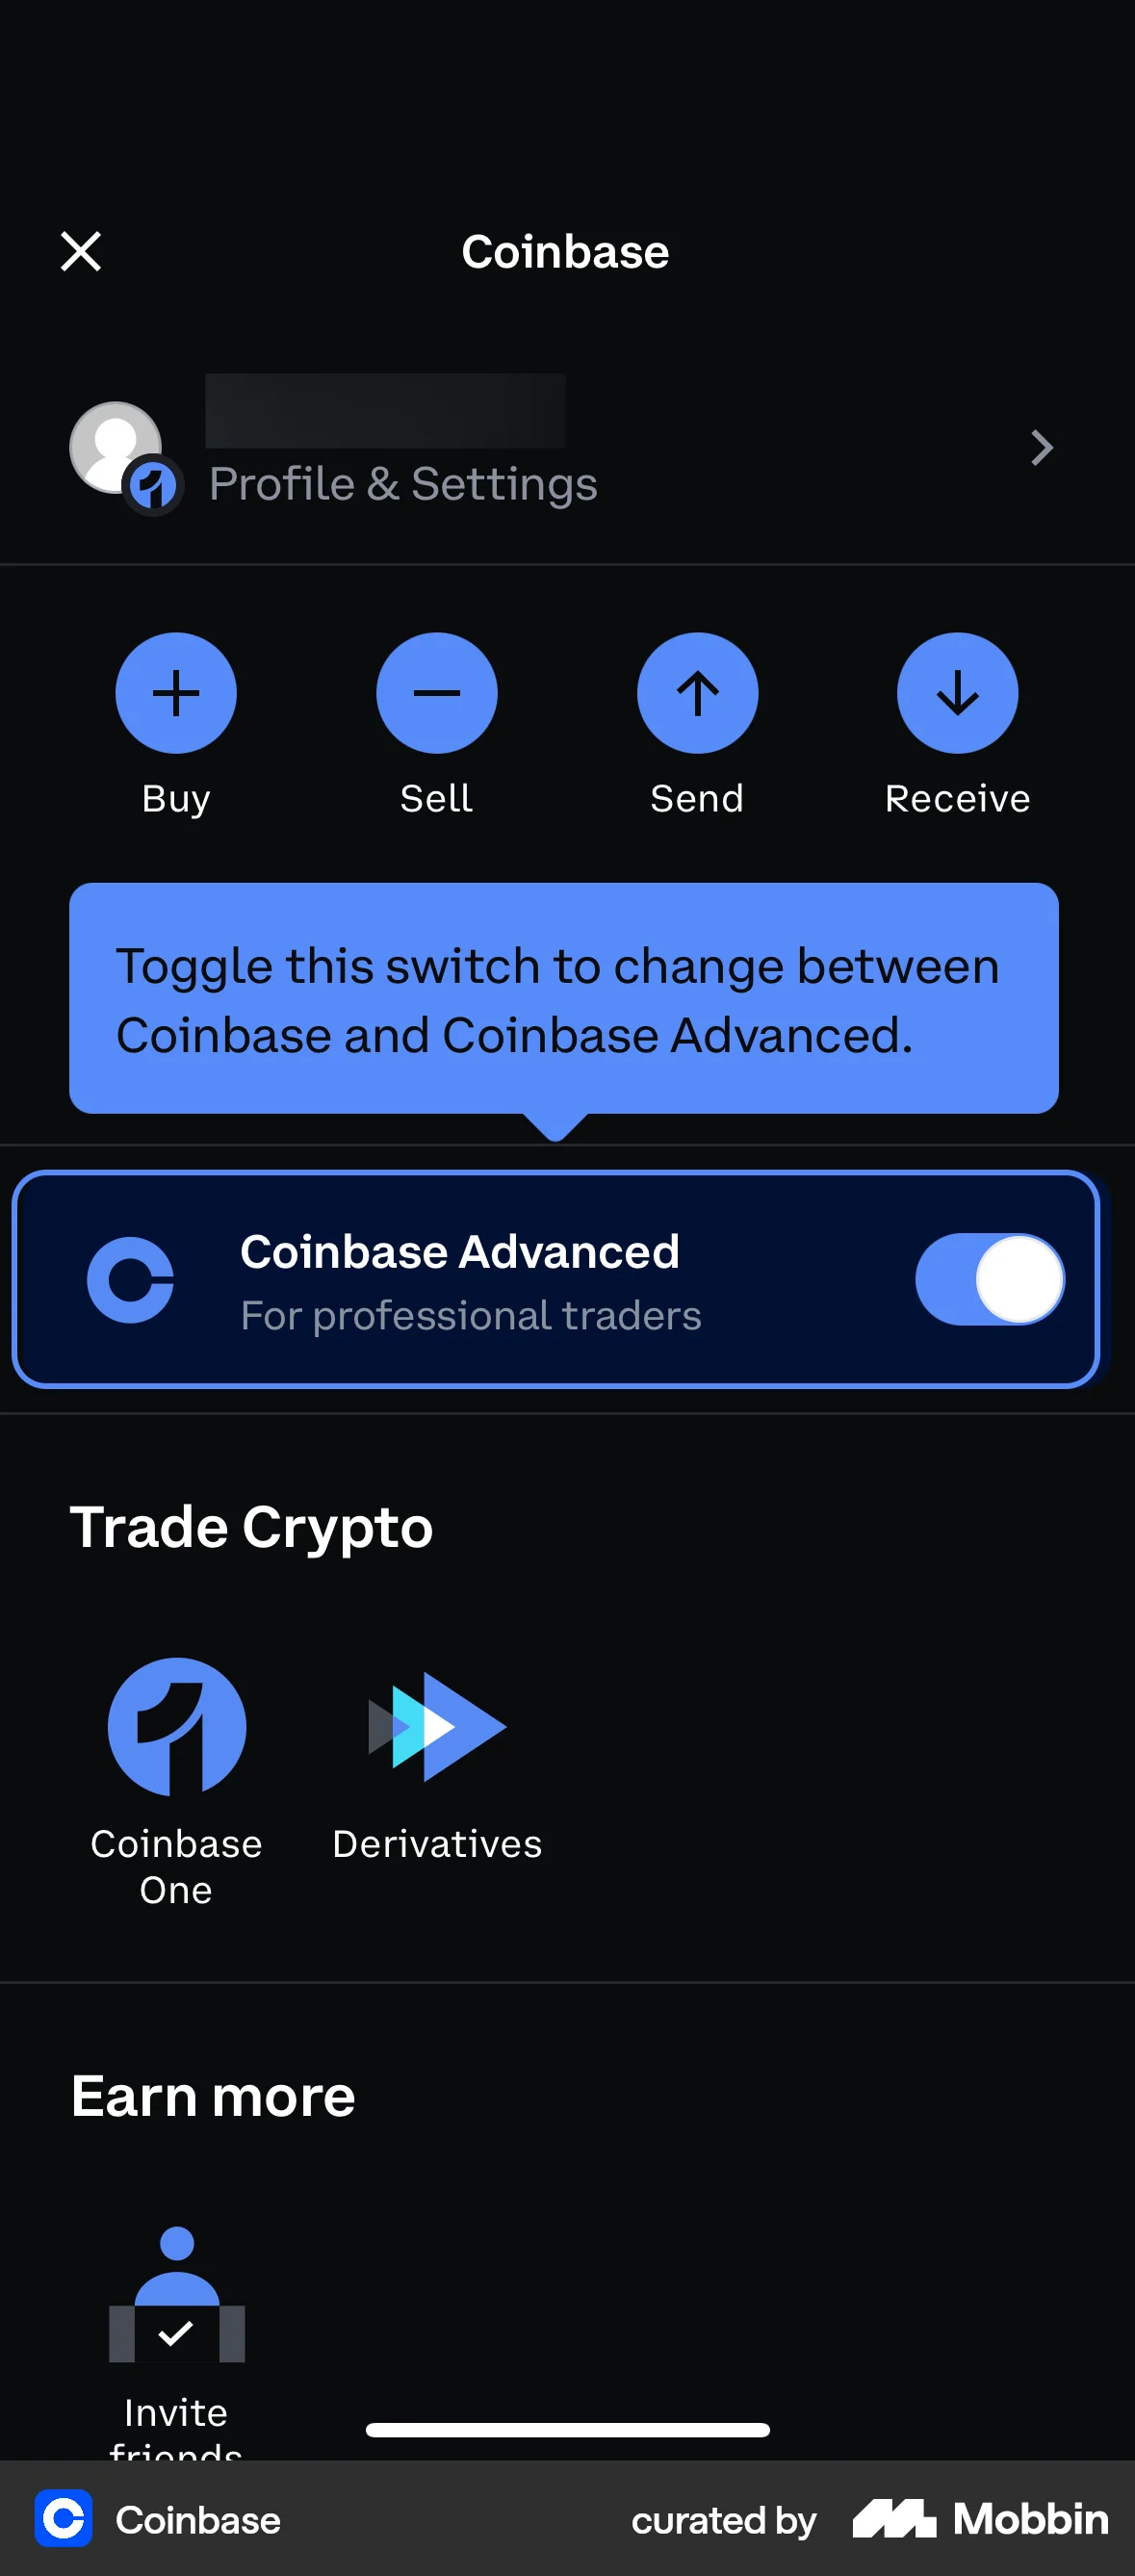 Coinbase
Profile & Settings
Buy
Sell
Send
Receive
Toggle this switch to change between
Coinbase and Coinbase Advanced.
Coinbase Advanced
For professional traders
Trade Crypto
Coinbase
One
Derivatives
Earn more
Invite
friends
Coinbase
curated by
Mobbin